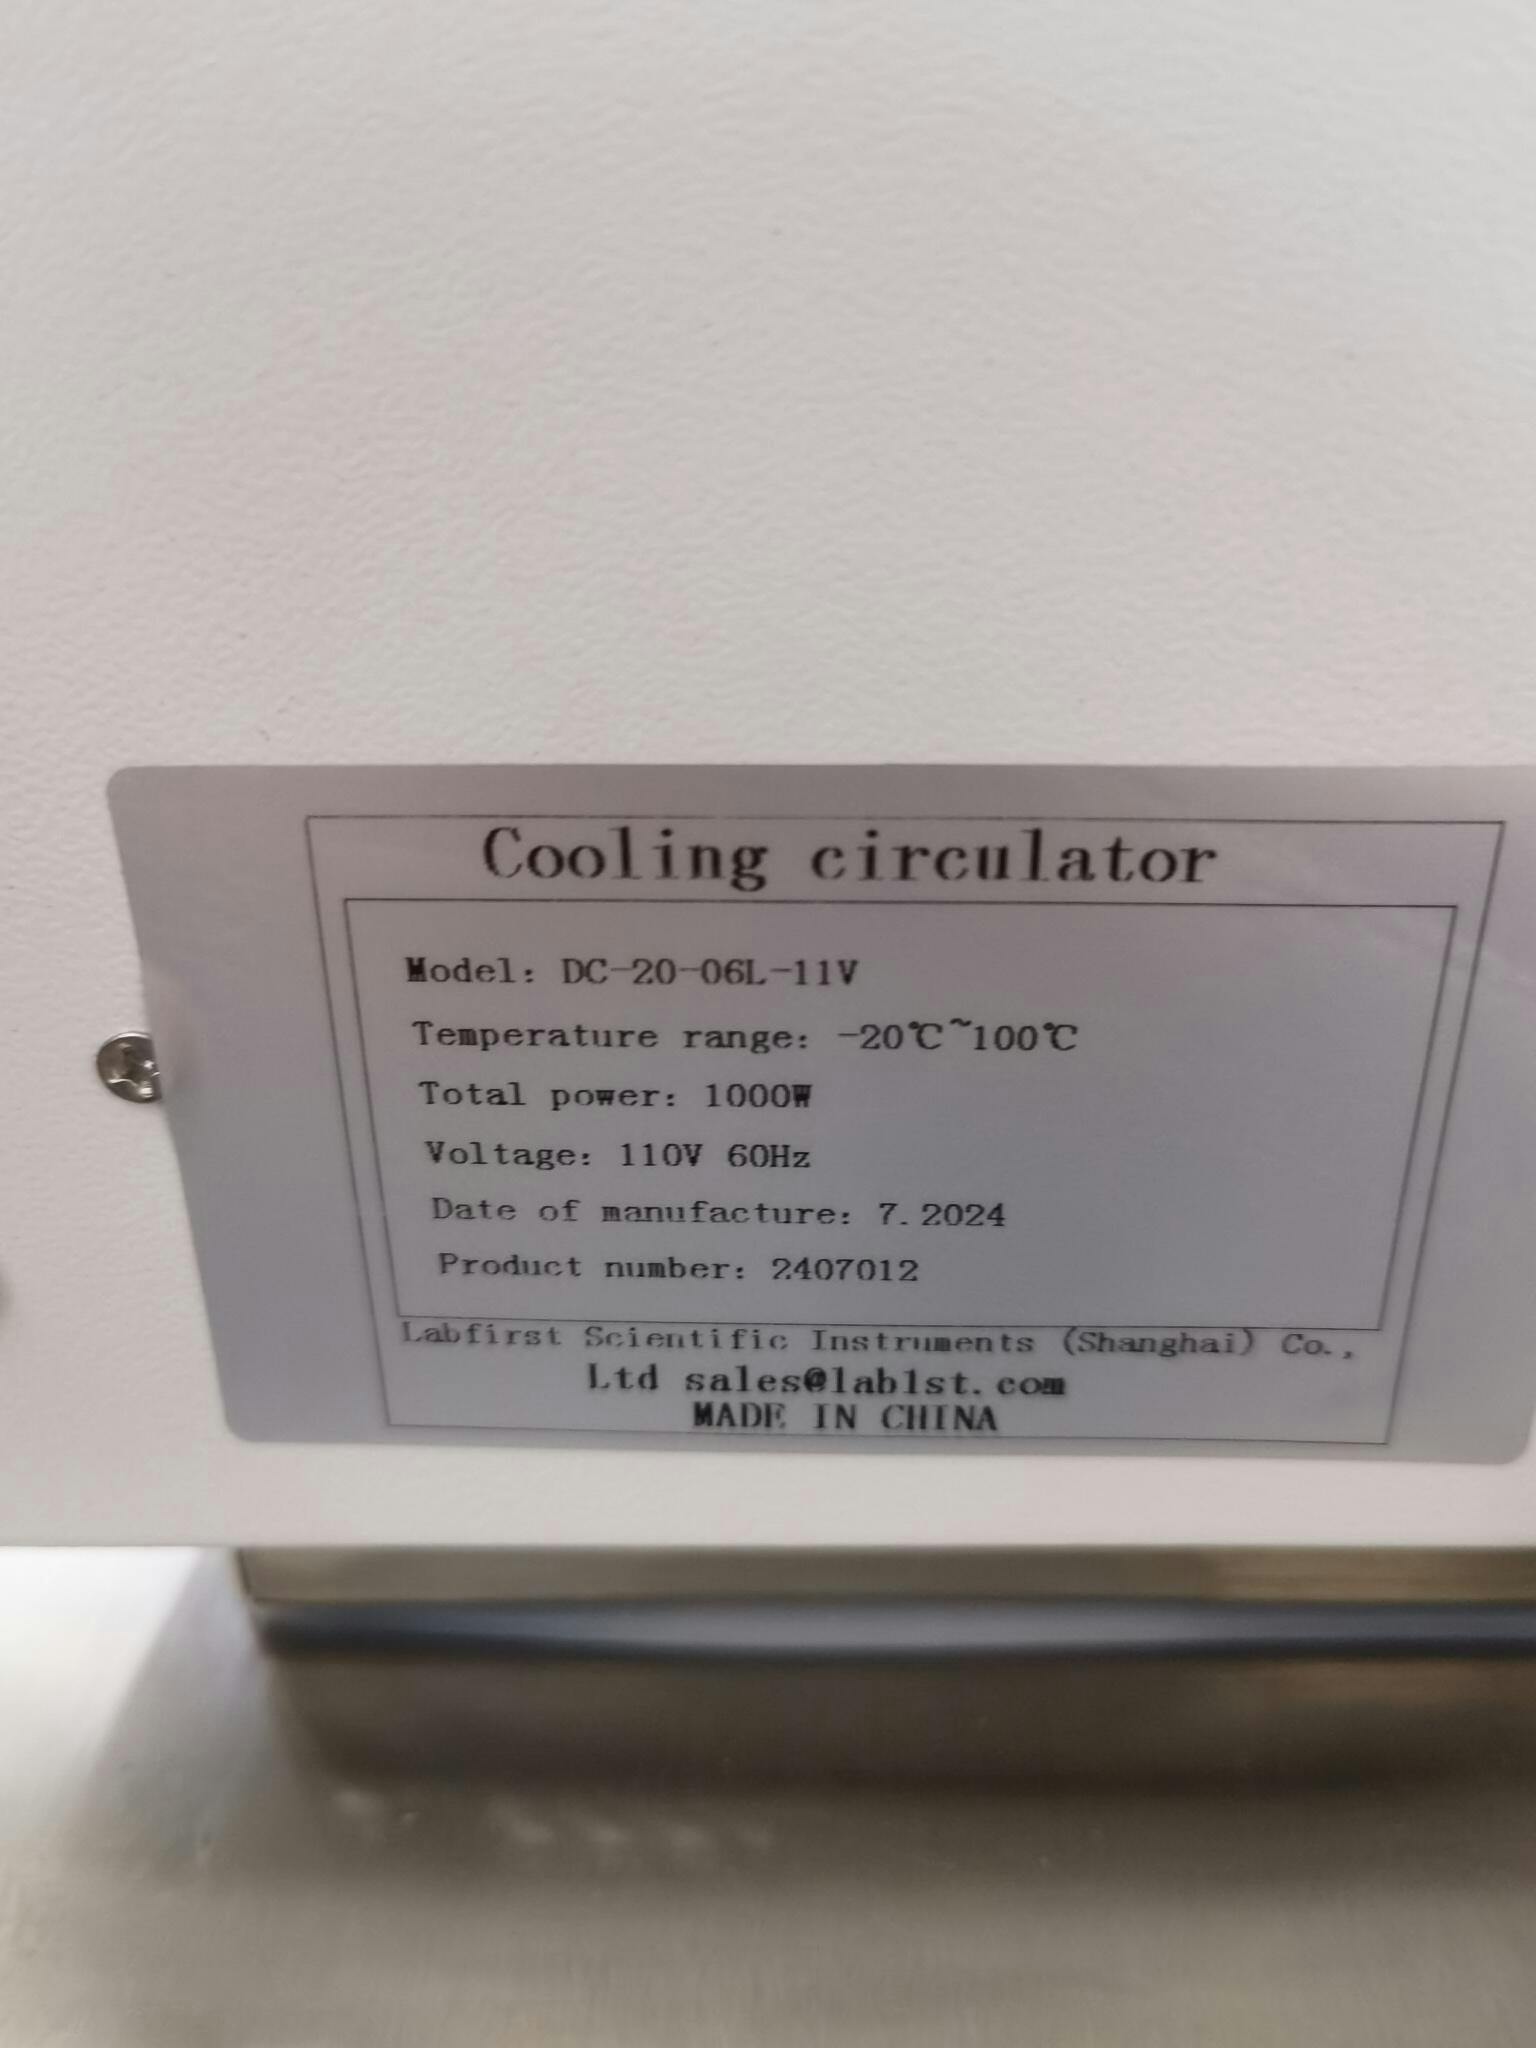 Cooling circulator
Model: DC-20-06L-11V
Temperature range: -20℃~100℃
Total power: 1000W
Voltage: 110V 60Hz
Date of manufacture: 7.2024
Product number: 2407012
Labfirst Scientific Instruments (Shanghai) Co.,
Ltd sales@lab1st.com
MADE IN CHINA